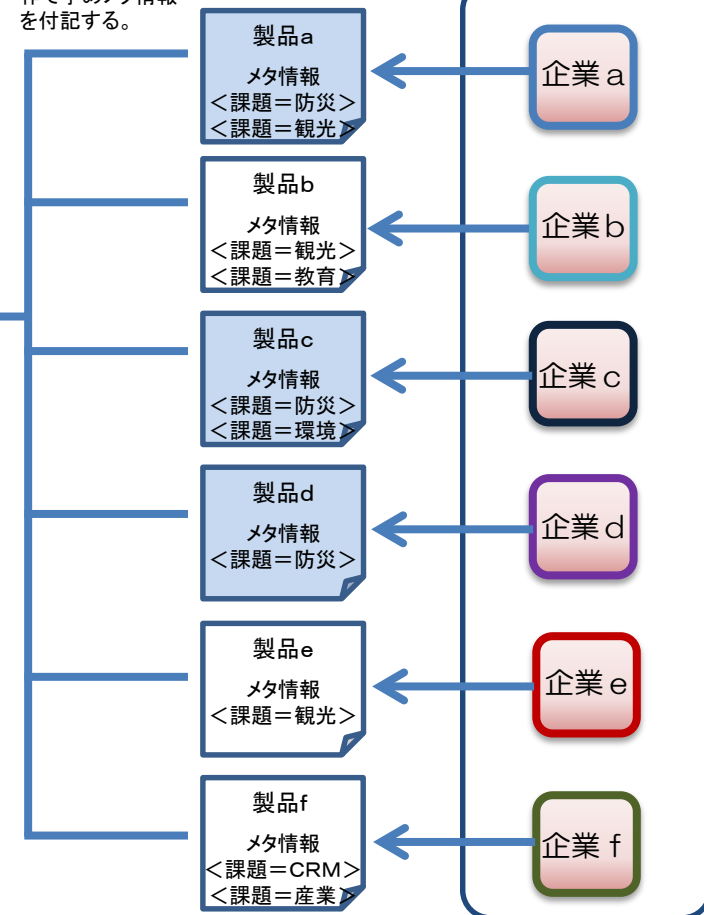 を付記する。
製品a
メタ情報
＜課題＝防災＞
＜課題＝観光＞
企業a
製品b
メタ情報
＜課題＝観光＞
＜課題＝教育＞
企業b
製品c
メタ情報
＜課題＝防災＞
＜課題＝環境＞
企業c
製品d
メタ情報
＜課題＝防災＞
企業d
製品e
メタ情報
＜課題＝観光＞
企業e
製品f
メタ情報
＜課題＝CRM＞
＜課題＝産業＞
企業f